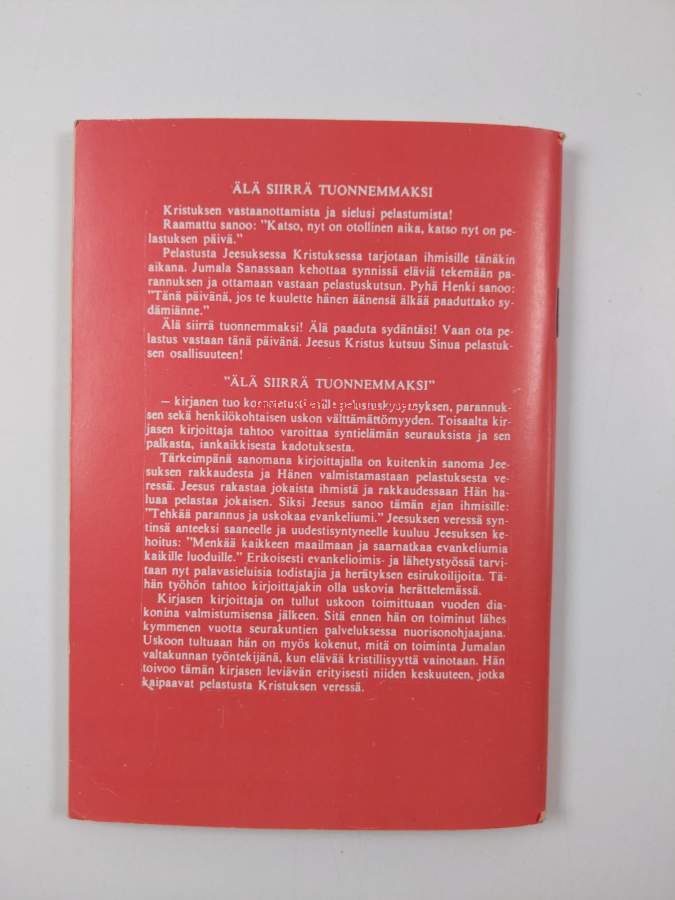 ÄLÄ SIIRRÄ TUONNEMMAKSI
Kristuksen vastaanottamista ja sielusi pelastumista!
Raamattu sanoo: "Katso, nyt on otollinen aika, katso nyt on pe-
lastuksen päivä."
Pelastusta Jeesuksessa Kristuksessa tarjotaan ihmisille tänäkin
aikana. Jumala Sanassaan kehottaa synnissä eläviä tekemään pa-
rannuksen ja ottamaan vastaan pelastuskutsun. Pyhä Henki sanoo:
"Tänä päivänä, jos te kuulette hänen äänensä älkää paaduttako sy-
dämiänne."
Älä siirrä tuonnemmaksi! Älä paaduta sydäntäsi! Vaan ota pe-
lastus vastaan tänä päivänä. Jeesus Kristus kutsuu Sinua pelastuk-
sen osallisuuteen!
"ÄLÄ SIIRRÄ TUONNEMMAKSI"
— kirjanen tuo korostetusti esille uudestisyntymyksen, parannuk-
sen sekä henkilökohtaisen uskon välttämättömyyden. Toisaalta kir-
jasen kirjoittaja tahtoo varoittaa syntielämän seurauksista ja sen
palkasta, iankaikkisesta kadotuksesta.
Tärkeimpänä sanomana kirjoittajalla on kuitenkin sanoma Jee-
suksen rakkaudesta ja Hänen valmistamastaan pelastuksesta ve-
ressä. Jeesus rakastaa jokaista ihmistä ja rakkaudessaan Hän ha-
luaa pelastaa jokaisen. Siksi Jeesus sanoo tämän ajan ihmisille:
"Tehkää parannus ja uskokaa evankeliumi." Jeesuksen veressä syn-
tinsä anteeksi saaneelle ja uudestisyntyneelle kuuluu Jeesuksen ke-
hoitus: "Menkää kaikkeen maailmaan ja saarnatkaa evankeliumia
kaikille luoduille." Erikoisesti evankelioimis- ja lähetystyössä tarvi-
taan nyt palavasieluisia todistajia ja herätyksen esirukoilijoita. Tä-
hän työhön tahtoo kirjoittajakin olla uskovia herättelemässä.
Kirjasen kirjoittaja on tullut uskoon toimittuaan vuoden dia-
konina valmistumisensa jälkeen. Sitä ennen hän on toiminut lähes
kymmenen vuotta seurakuntien palveluksessa nuorisonohjaajana.
Uskoon tultuaan hän on myös kokenut, mitä on toiminta Jumalan
valtakunnan työntekijänä, kun elävää kristillisyyttä vainotaan. Hän
toivoo tämän kirjasen leviävän erityisesti niiden keskuuteen, jotka
kaipaavat pelastusta Kristuksen veressä.